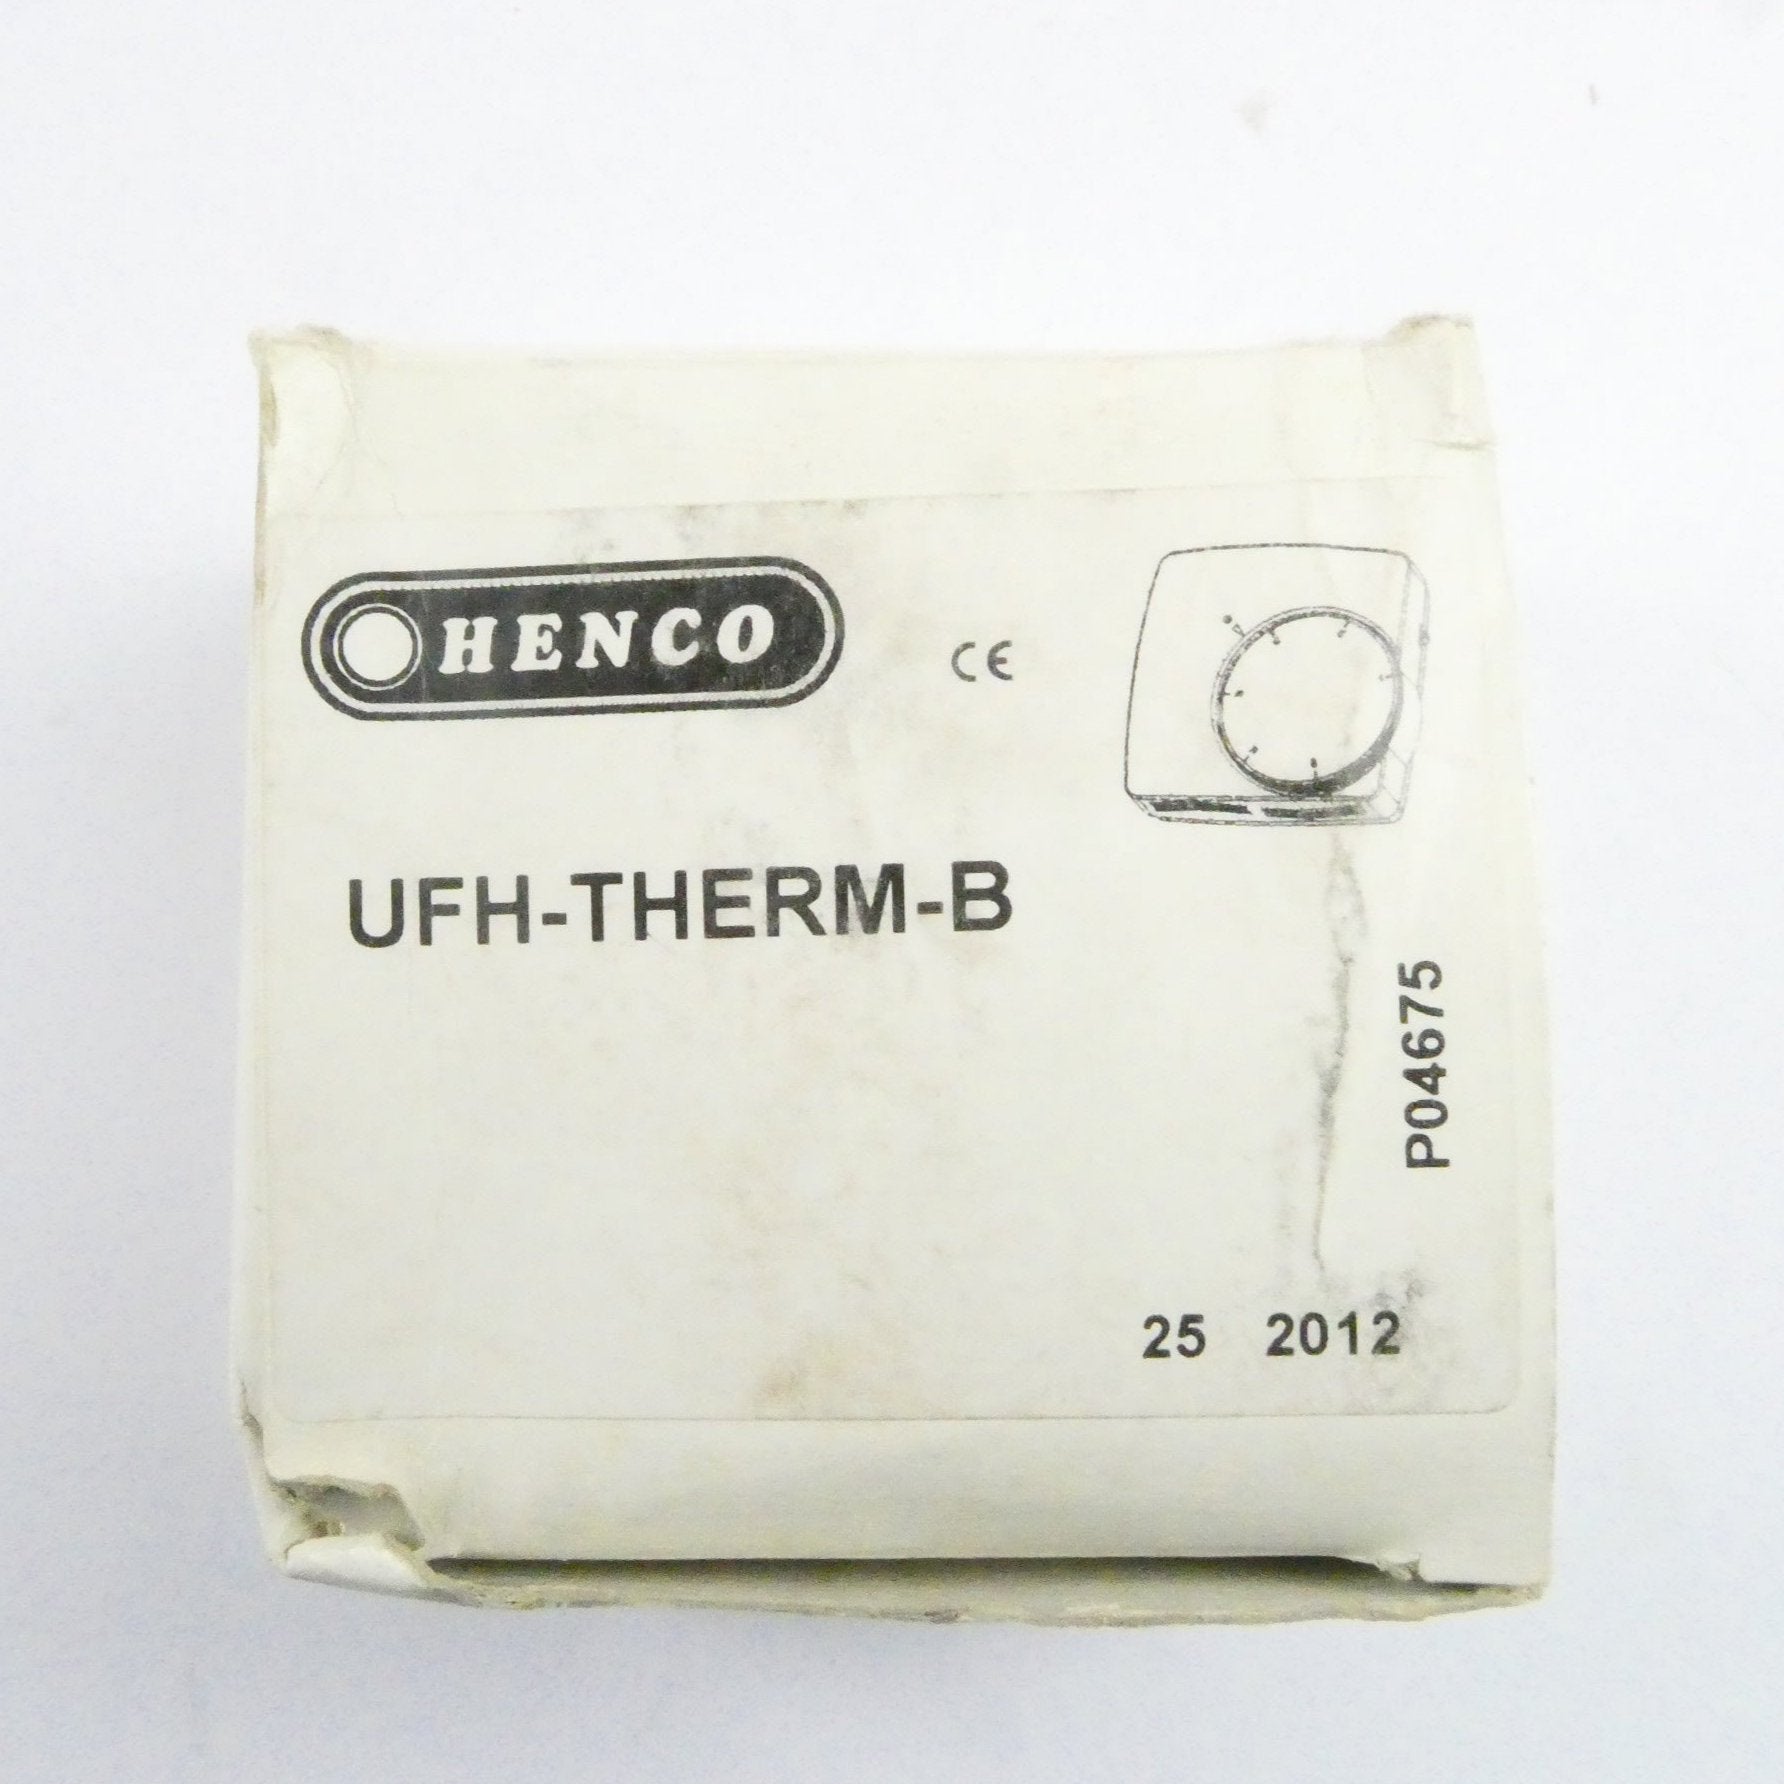 HENCO
CE
UFH-THERM-B
P04675
25 2012